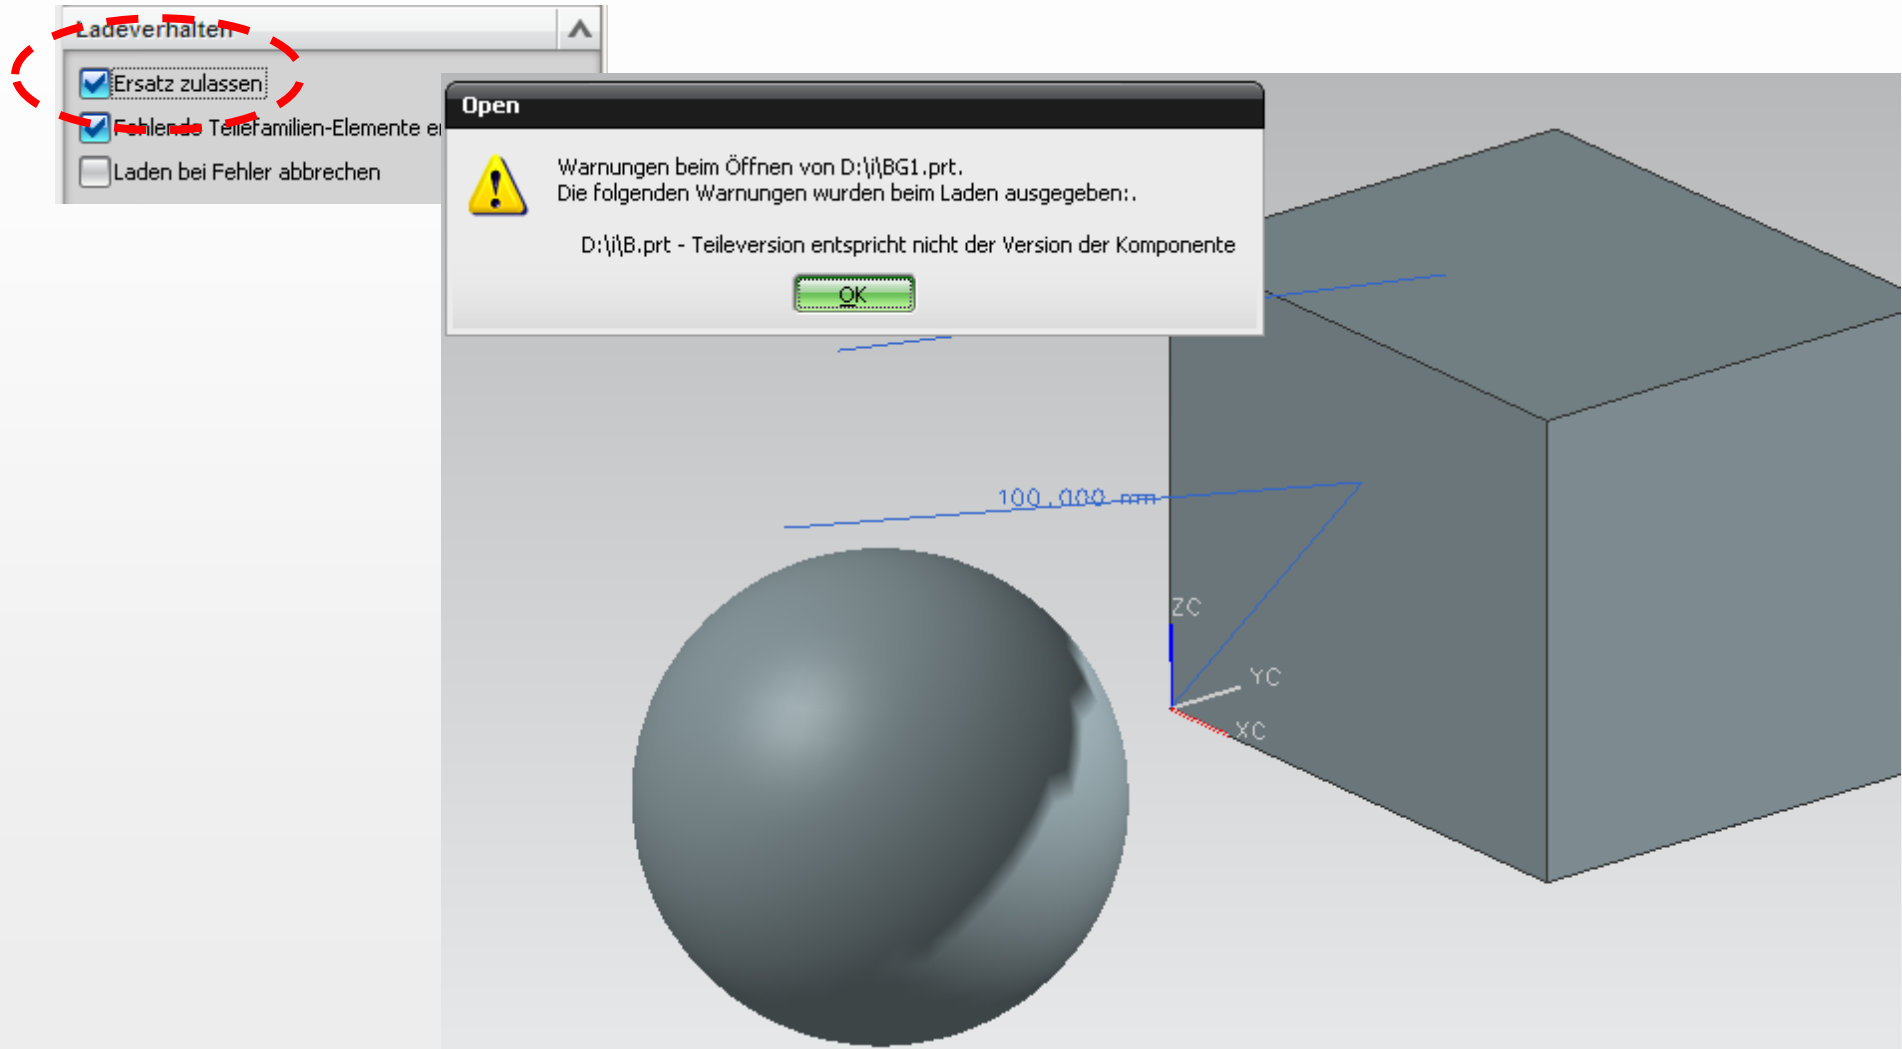 Ladeverhalten
Ersatz zulassen
Fehlende Teilefamilien-Elemente
Laden bei Fehler abbrechen
Open
Warnungen beim Öffnen von D:\i\BG1.prt.
Die folgenden Warnungen wurden beim Laden ausgegeben:.
D:\i\B.prt - Teileversion entspricht nicht der Version der Komponente
OK
100,000 mm
ZC
YC
XC